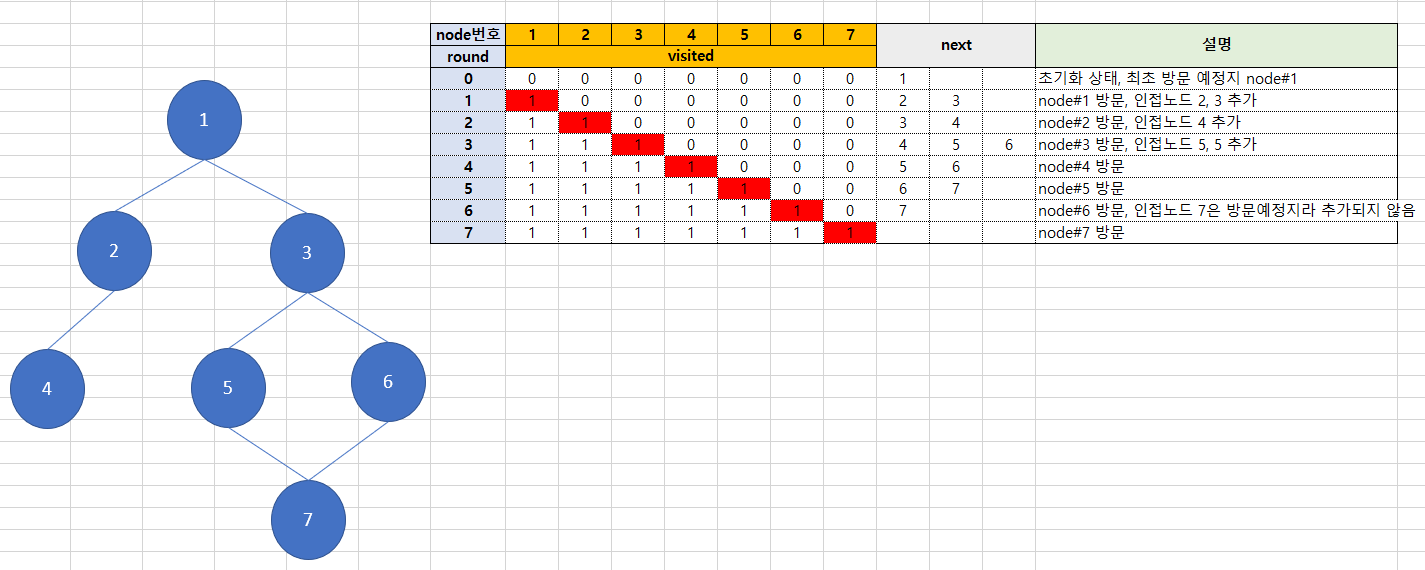 node번호 1 2 3 4 5 6 7 next 설명
round visited
0 0 0 0 0 0 0 0 1 초기화 상태, 최초 방문 예정지 node#1
1 1 0 0 0 0 0 0 2 3 node#1 방문, 인접노드 2, 3 추가
2 1 1 0 0 0 0 0 3 4 node#2 방문, 인접노드 4 추가
3 1 1 1 0 0 0 0 4 5 6 node#3 방문, 인접노드 5, 5 추가
4 1 1 1 1 0 0 0 5 6 node#4 방문
5 1 1 1 1 1 0 0 6 7 node#5 방문
6 1 1 1 1 1 1 0 7 node#6 방문, 인접노드 7은 방문예정지라 추가되지 않음
7 1 1 1 1 1 1 1 node#7 방문
1
2 3
4 5 6
7